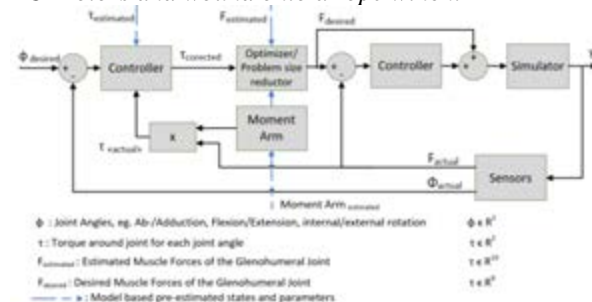 τestimated
Festimated
Fdesired
Φ desired
Controller
τcorected
Optimizer/
Problem size
reductor
Controller
Simulator
Moment
Arm
x
τ <actual>
Factual
Φactual
Sensors
Moment Arm estimated
ϕ : Joint Angles, eg. Ab-/Adduction, Flexion/Extension, internal/external rotation
τ : Torque around joint for each joint angle
Festimated : Estimated Muscle Forces of the Glenohumeral Joint
Fdesired : Desired Muscle Forces of the Glenohumeral Joint
: Model based pre-estimated states and parameters